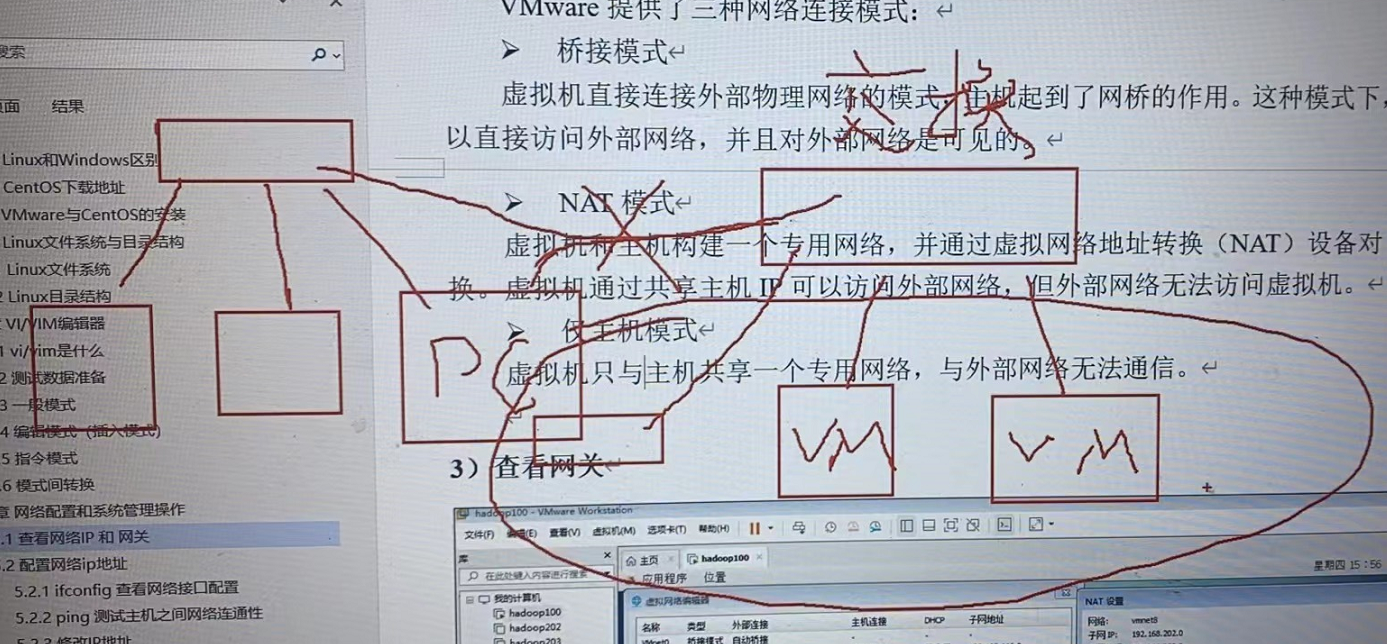 搜索
页面 结果
Linux和Windows区别
CentOS下载地址
VMware与CentOS的安装
Linux文件系统与目录结构
Linux文件系统
2 Linux目录结构
VI/VIM编辑器
1 vi/vim是什么
2 测试数据准备
3 一般模式
4 编辑模式（插入模式）
5 指令模式
.6 模式间转换
章 网络配置和系统管理操作
.1 查看网络IP 和 网关
.2 配置网络ip地址
5.2.1 ifconfig 查看网络接口配置
5.2.2 ping 测试主机之间网络连通性
5.2.3 修改IP地址
VMware 提供了三种网络连接模式：
➢ 桥接模式
虚拟机直接连接外部物理网络的模式，主机起到了网桥的作用。这种模式下，
以直接访问外部网络，并且对外部网络是可见的。
➢ NAT 模式
虚拟机和主机构建一个专用网络，并通过虚拟网络地址转换（NAT）设备对
换。虚拟机通过共享主机 IP 可以访问外部网络，但外部网络无法访问虚拟机。
➢ 仅主机模式
虚拟机只与主机共享一个专用网络，与外部网络无法通信。
3）查看网关
PC
VM
VM
hadoop100 - VMware Workstation
文件(F) 编辑(E) 查看(V) 虚拟机(M) 选项卡(T) 帮助(H)
库
在此处键入内容进行搜索
我的计算机
hadoop100
hadoop202
hadoop203
主页 hadoop100
应用程序 位置
星期四 15:56
虚拟网络编辑器
名称 类型 外部连接 主机连接 DHCP 子网地址
VMnet0 桥接模式 自动桥接
NAT 设置
网络: vmnet8
子网 IP: 192.168.202.0